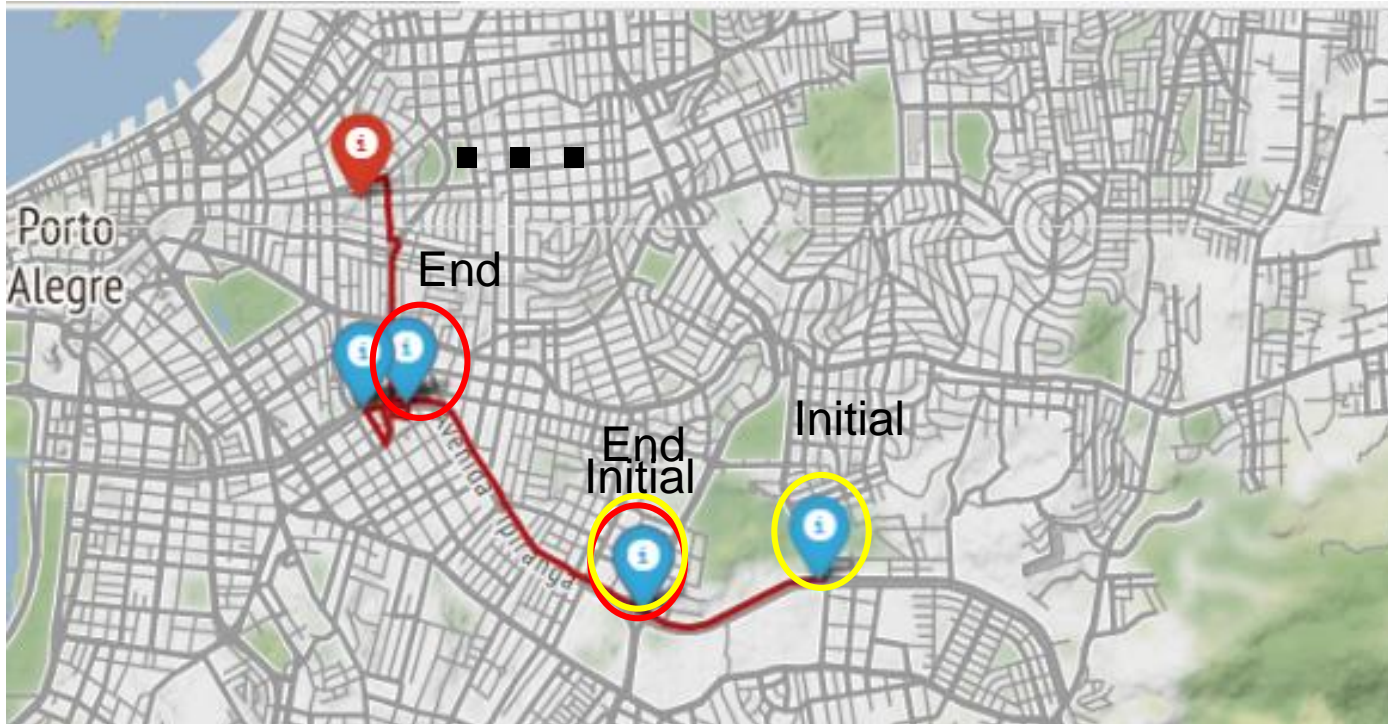 Porto
Alegre
End
Initial
End
Initial
Avenida Ipiranga
i
i
i
i
i